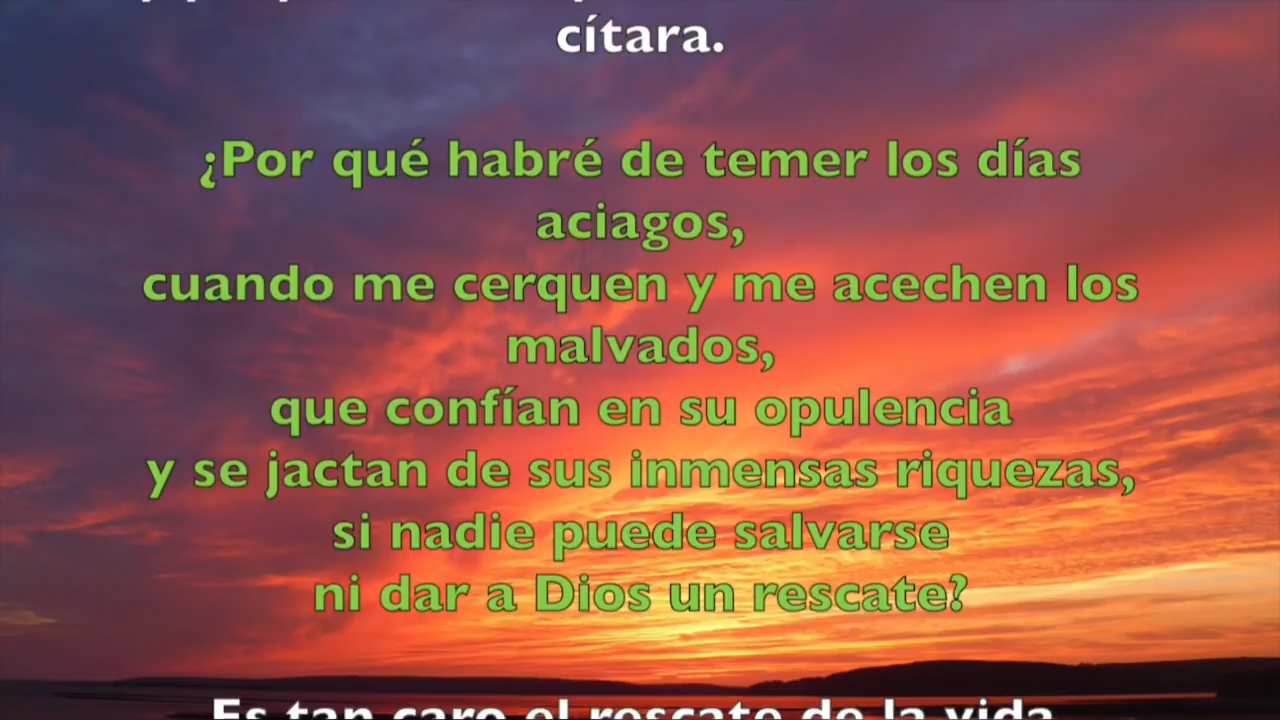 cítara.
¿Por qué habré de temer los días
aciagos,
cuando me cerquen y me acechen los
malvados,
que confían en su opulencia
y se jactan de sus inmensas riquezas,
si nadie puede salvarse
ni dar a Dios un rescate?
Es tan caro el rescate de la vida